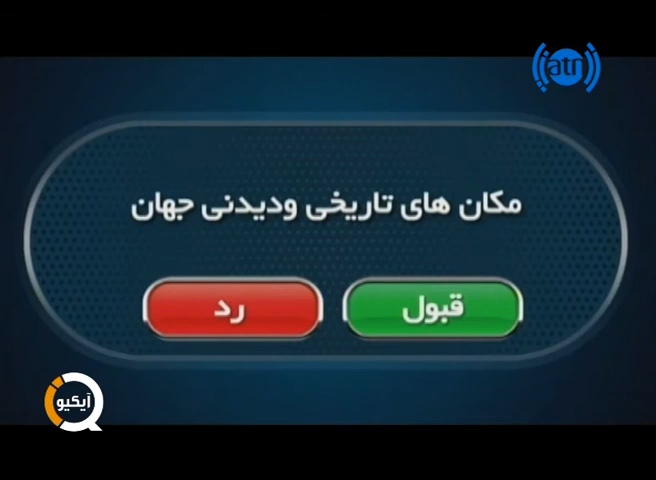 atn
مکان های تاریخی ودیدنی جهان
قبول
رد
آیکیو